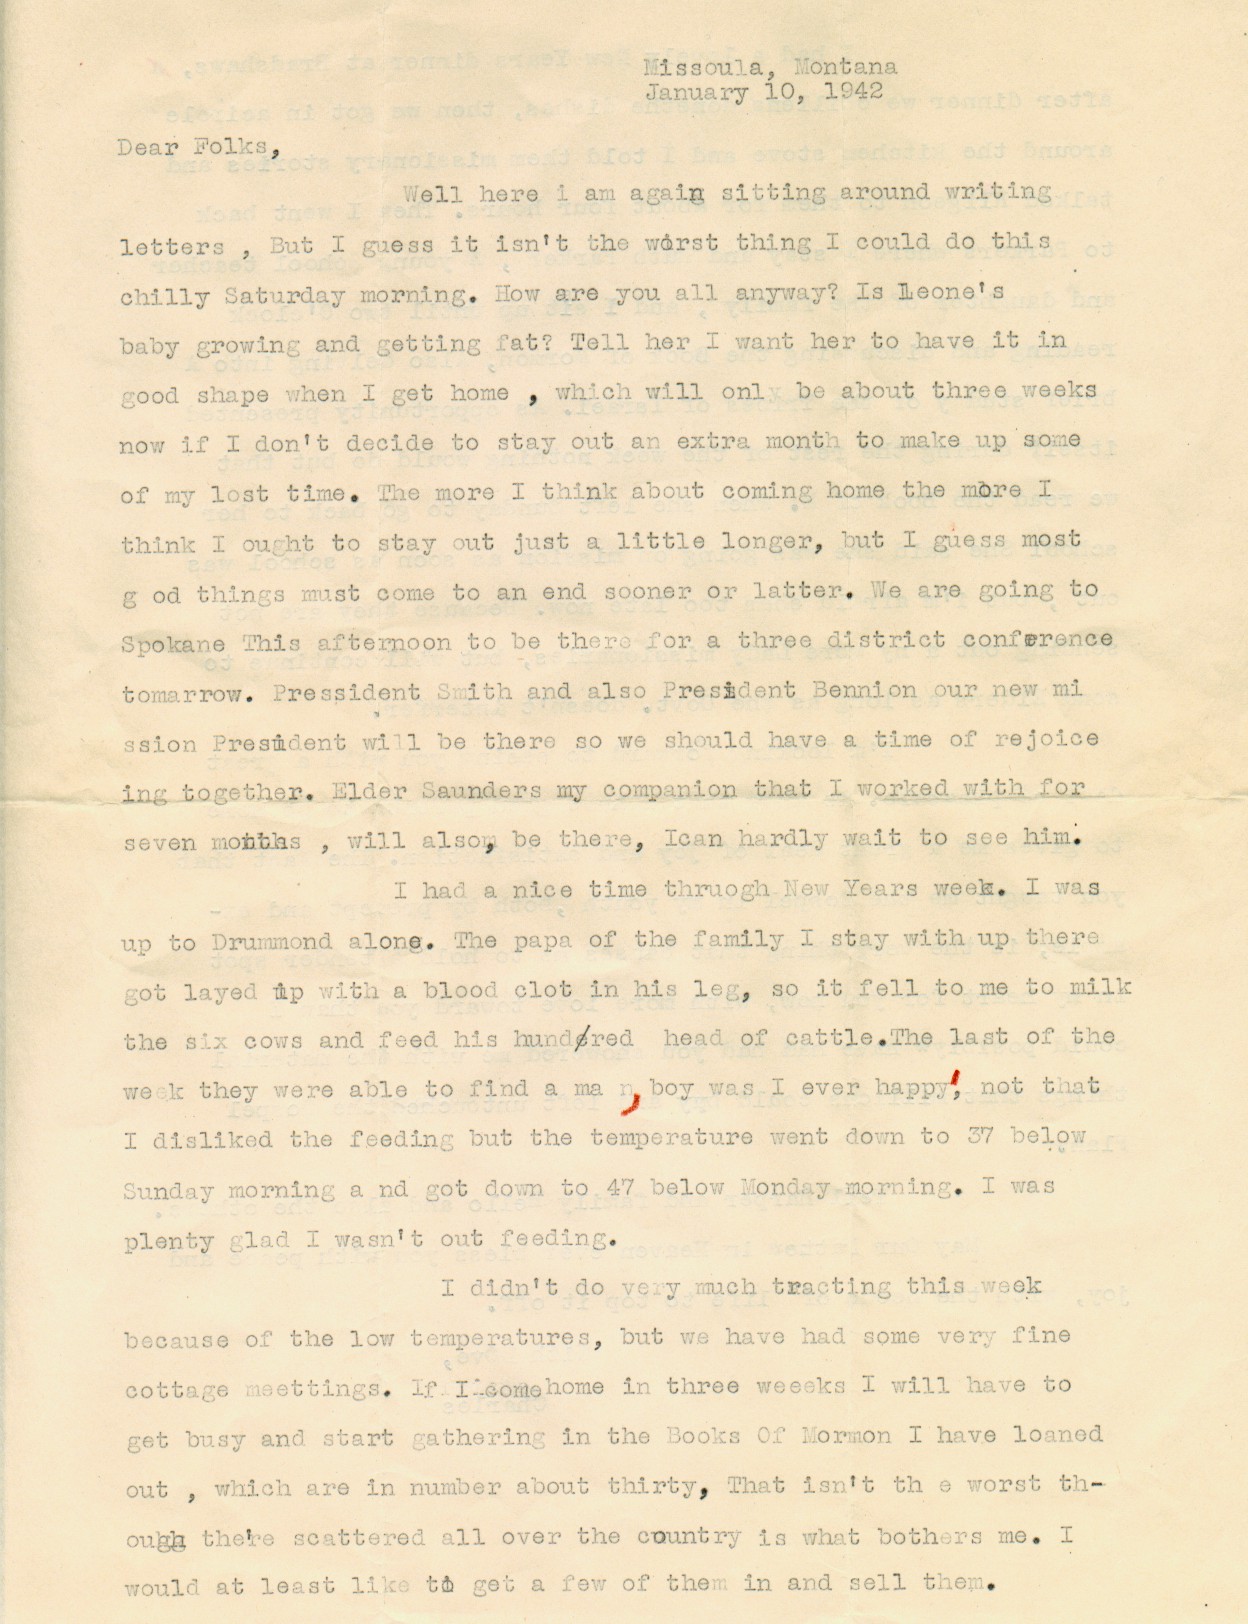 Missoula, Montana
January 10, 1942
Dear Folks,
Well here i am again sitting around writing
letters , But I guess it isn't the worst thing I could do this
chilly Saturday morning. How are you all anyway? Is Leone's
baby growing and getting fat? Tell her I want her to have it in
good shape when I get home , which will only be about three weeks
now if I don't decide to stay out an extra month to make up some
of my lost time. The more I think about coming home the more I
think I ought to stay out just a little longer, but I guess most
g od things must come to an end sooner or latter. We are going to
Spokane This afternoon to be there for a three district conference
tomarrow. Pressident Smith and also President Bennion our new mi
ssion President will be there so we should have a time of rejoice
ing together. Elder Saunders my companion that I worked with for
seven months , will also, be there, Ican hardly wait to see him.
I had a nice time thruogh New Years week. I was
up to Drummond alone. The papa of the family I stay with up there
got layed up with a blood clot in his leg, so it fell to me to milk
the six cows and feed his hundred head of cattle.The last of the
week they were able to find a ma n, boy was I ever happy!, not that
I disliked the feeding but the temperature went down to 37 below
Sunday morning a nd got down to 47 below Monday morning. I was
plenty glad I wasn't out feeding.
I didn't do very much tracting this week
because of the low temperatures, but we have had some very fine
cottage meettings. If I come home in three weeeks I will have to
get busy and start gathering in the Books Of Mormon I have loaned
out , which are in number about thirty, That isn't th e worst th-
ough the're scattered all over the country is what bothers me. I
would at least like to get a few of them in and sell them.